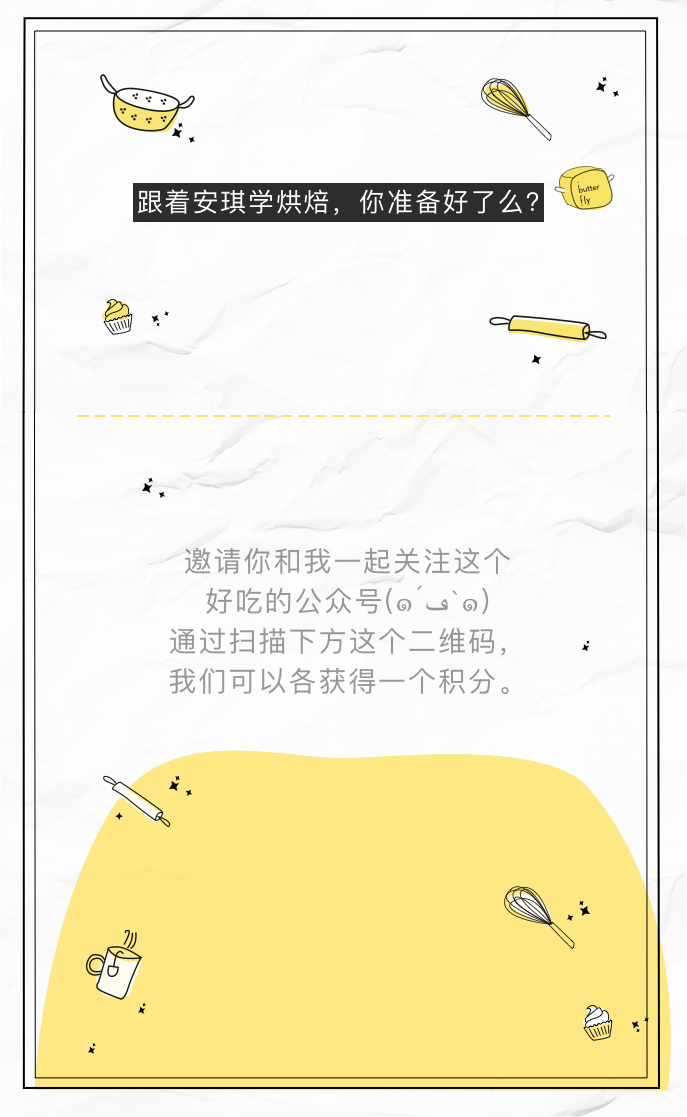 跟着安琪学烘焙，你准备好了么？
butter
fly
邀请你和我一起关注这个
好吃的公众号(๑´ڡ`๑)
通过扫描下方这个二维码，
我们可以各获得一个积分。